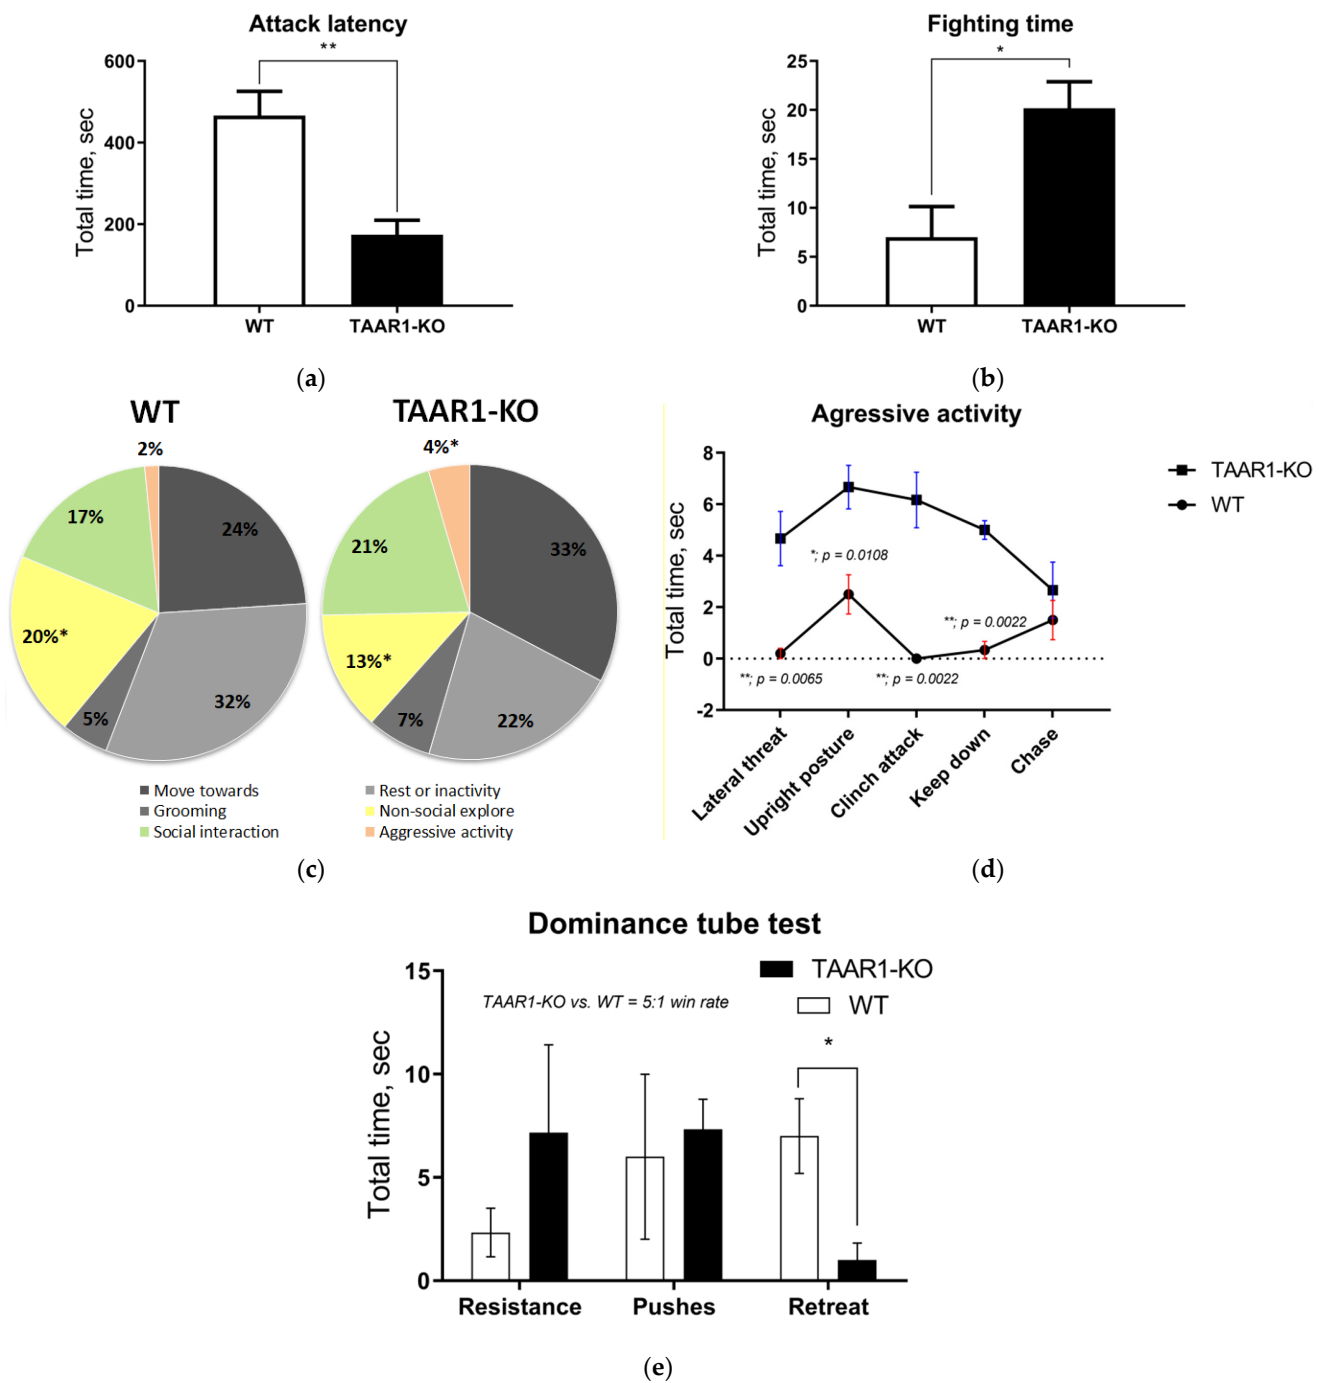 Attack latency
**
600
400
200
0
Total time, sec
WT
TAAR1-KO
(a)
Fighting time
*
25
20
15
10
5
0
Total time, sec
WT
TAAR1-KO
(b)
WT
2%
17%
24%
20%*
32%
5%
TAAR1-KO
4%*
21%
33%
13%*
7%
22%
Move towards
Rest or inactivity
Grooming
Non-social explore
Social interaction
Aggressive activity
(c)
Agressive activity
8
6
4
2
0
-2
Total time, sec
*; p = 0.0108
**; p = 0.0022
**; p = 0.0065
**; p = 0.0022
TAAR1-KO
WT
Lateral threat
Upright posture
Clinch attack
Keep down
Chase
(d)
Dominance tube test
TAAR1-KO
WT
TAAR1-KO vs. WT = 5:1 win rate
*
15
10
5
0
Total time, sec
Resistance
Pushes
Retreat
(e)